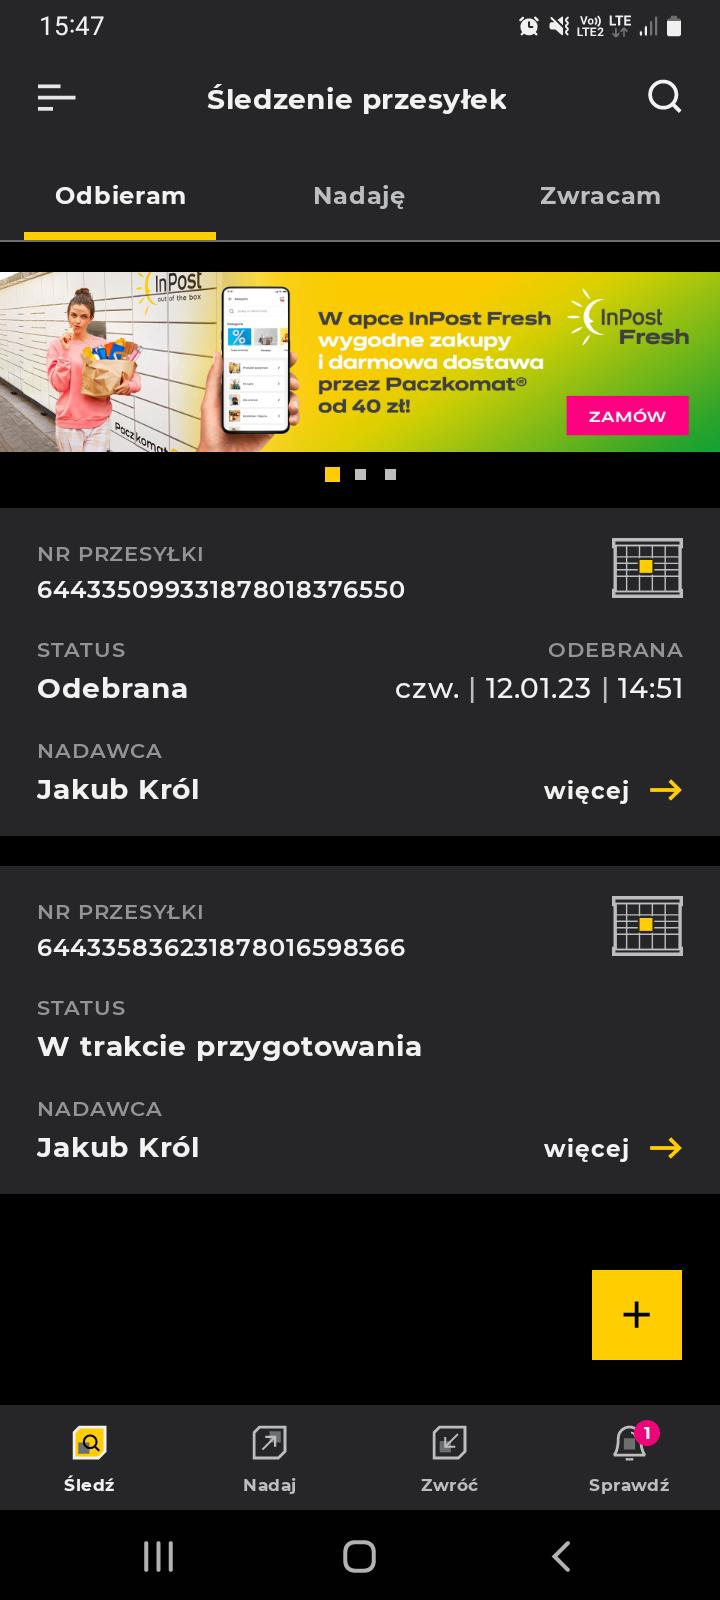 15:47
Vo)) LTE
LTE2
Śledzenie przesyłek
Odbieram Nadaję Zwracam
InPost
out of the box
Paczkomat
W apce InPost Fresh
wygodne zakupy
i darmowa dostawa
przez Paczkomat®
od 40 zł!
InPost
Fresh
ZAMÓW
NR PRZESYŁKI
644335099331878018376550
STATUS ODEBRANA
Odebrana czw. | 12.01.23 | 14:51
NADAWCA
Jakub Król więcej
NR PRZESYŁKI
644335836231878016598366
STATUS
W trakcie przygotowania
NADAWCA
Jakub Król więcej
+
1
Śledź Nadaj Zwróć Sprawdź